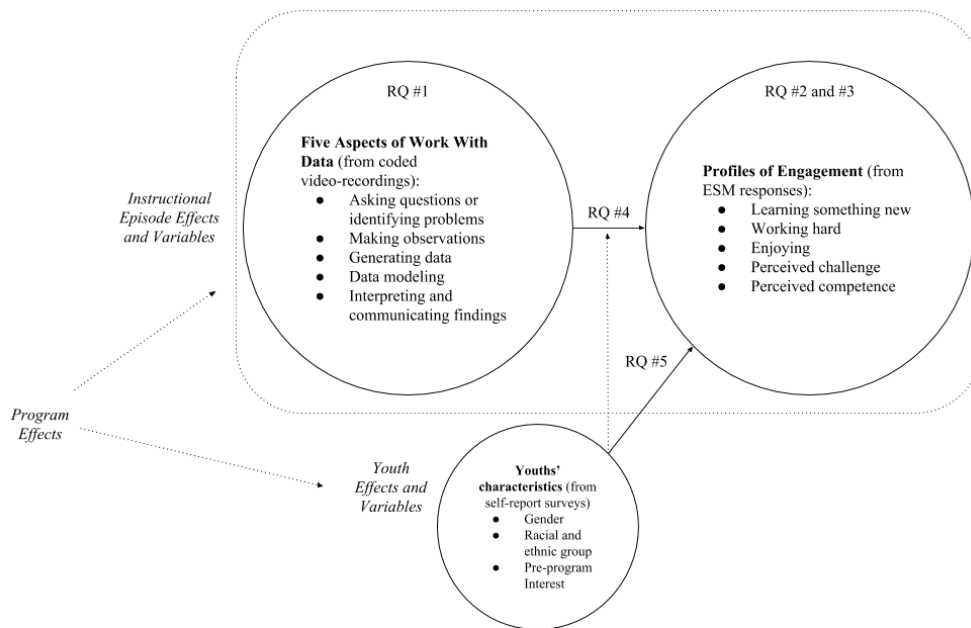 RQ #1
Five Aspects of Work With
Data (from coded
video-recordings):
● Asking questions or
identifying problems
● Making observations
● Generating data
● Data modeling
● Interpreting and
communicating findings
RQ #2 and #3
Profiles of Engagement (from
ESM responses):
● Learning something new
● Working hard
● Enjoying
● Perceived challenge
● Perceived competence
Instructional
Episode Effects
and Variables
RQ #4
RQ #5
Program
Effects
Youth
Effects and
Variables
Youths'
characteristics (from
self-report surveys)
● Gender
● Racial and
ethnic group
● Pre-program
Interest